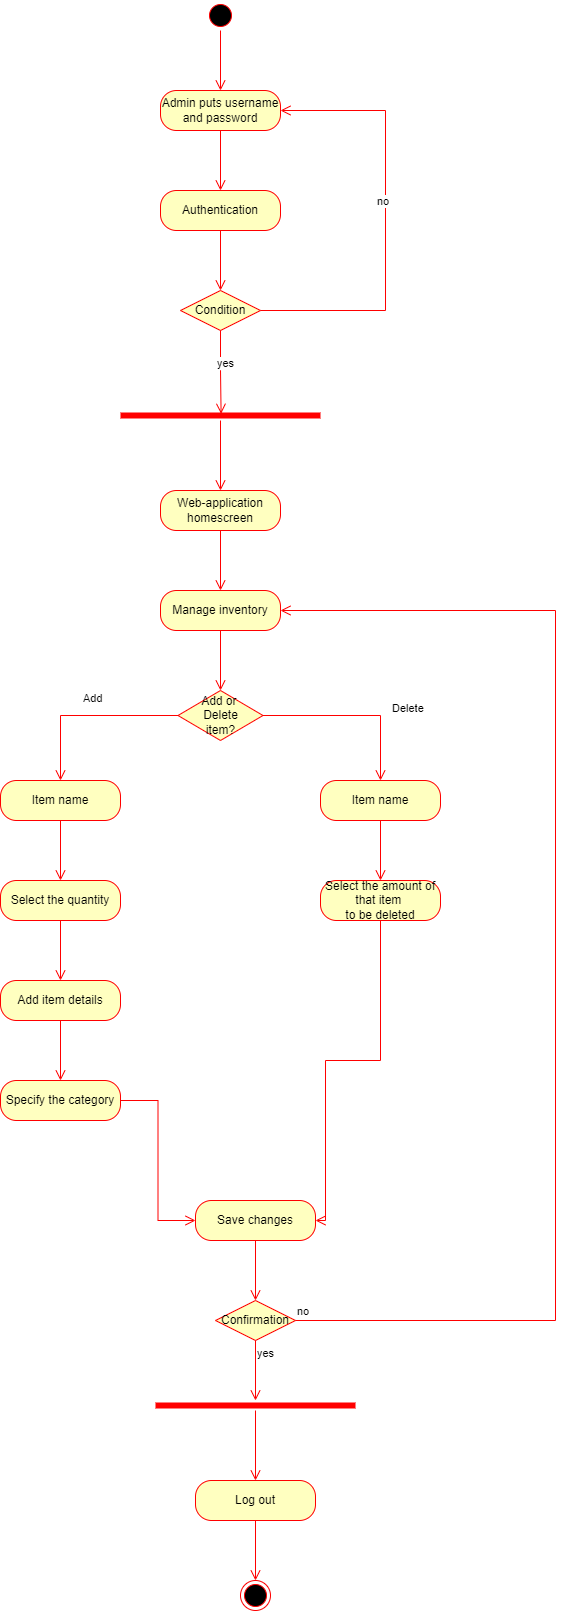 Admin puts username
and password
no
Authentication
Condition
yes
Web-application
homescreen
Manage inventory
Add
Add or
Delete
item?
Delete
Item name
Item name
Select the quantity
Select the amount of
that item
to be deleted
Add item details
Specify the category
Save changes
Confirmation
no
yes
Log out